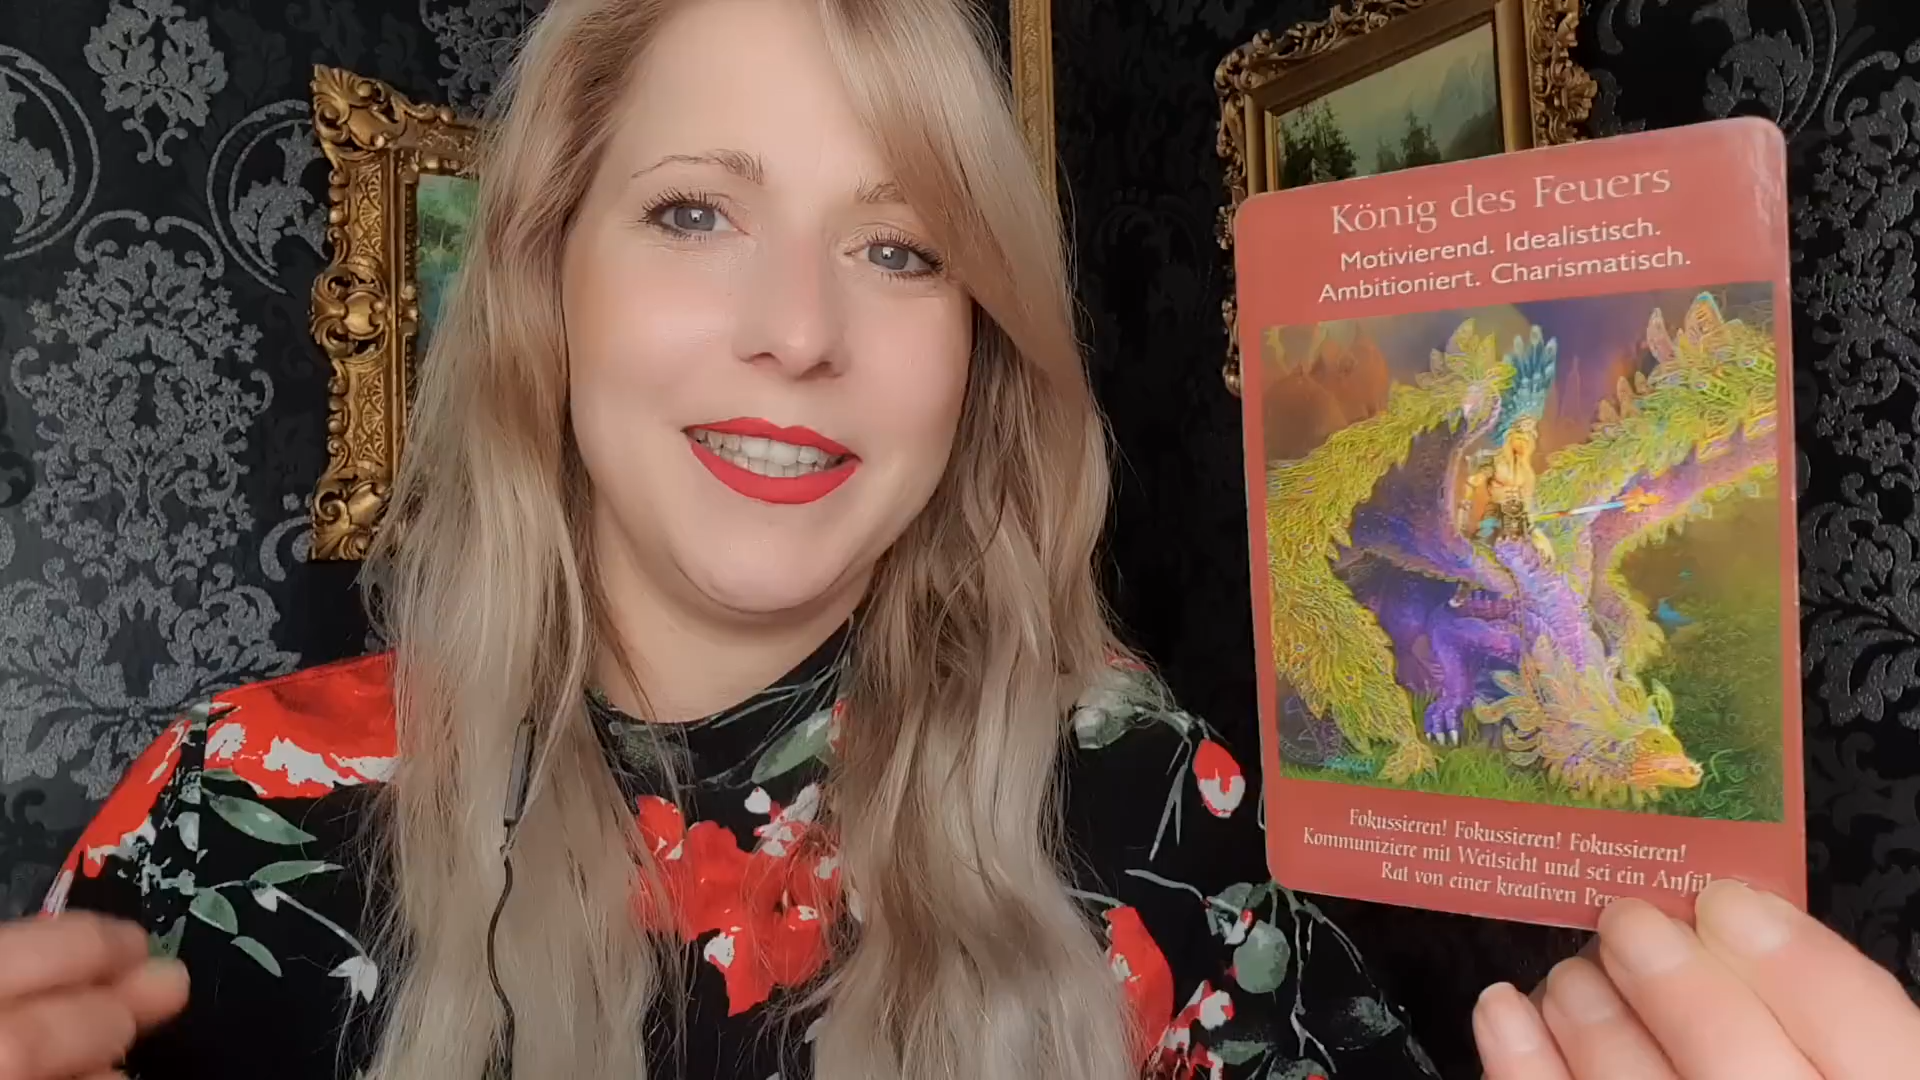 König des Feuers
Motivierend. Idealistisch.
Ambitioniert. Charismatisch.
Fokussieren! Fokussieren! Fokussieren!
Kommuniziere mit Weitsicht und sei ein
Rat von einer kreativen